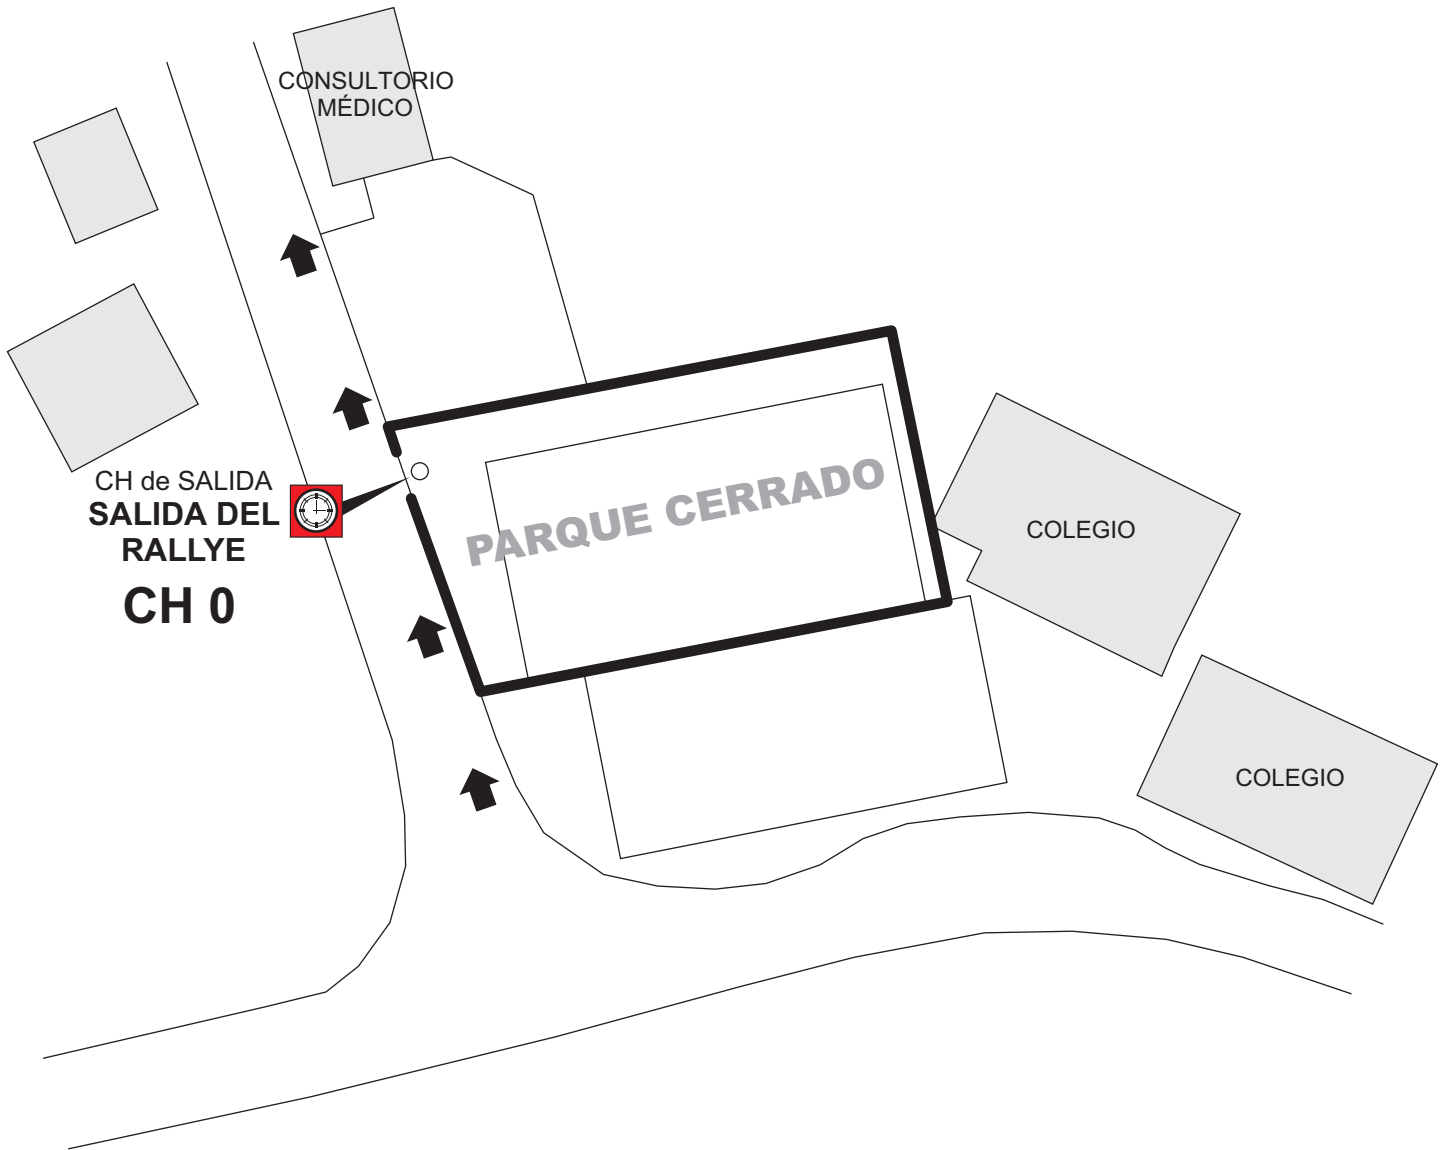 CONSULTORIO
MÉDICO
CH de SALIDA
SALIDA DEL
RALLYE
CH 0
PARQUE CERRADO
COLEGIO
COLEGIO